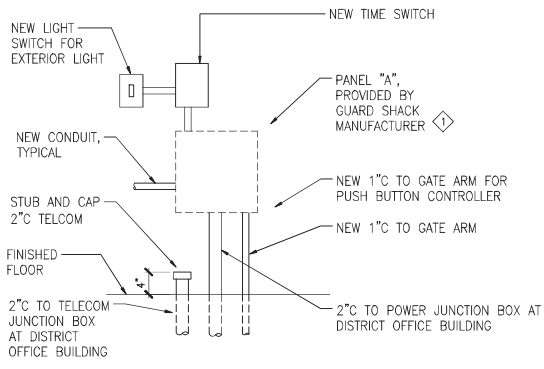 NEW TIME SWITCH
NEW LIGHT
SWITCH FOR
EXTERIOR LIGHT
PANEL "A",
PROVIDED BY
GUARD SHACK
MANUFACTURER 1
NEW CONDUIT,
TYPICAL
NEW 1"C TO GATE ARM FOR
PUSH BUTTON CONTROLLER
STUB AND CAP
2"C TELCOM
NEW 1"C TO GATE ARM
FINISHED
FLOOR
4"
2"C TO TELECOM
JUNCTION BOX
AT DISTRICT
OFFICE BUILDING
2"C TO POWER JUNCTION BOX AT
DISTRICT OFFICE BUILDING